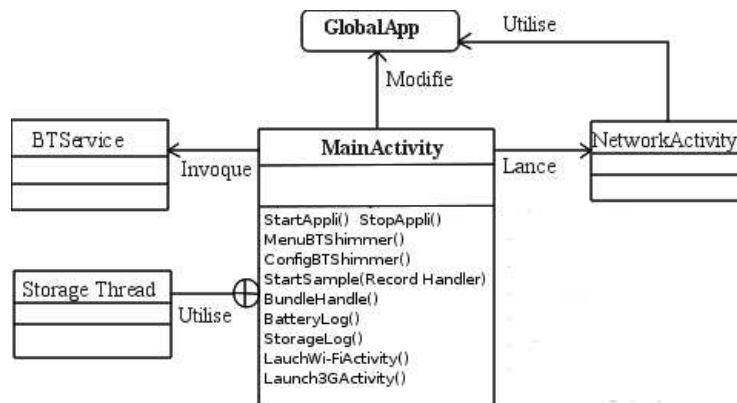 GlobalApp
Utilise
Modifie
BTService
MainActivity
NetworkActivity
Invoque
Lance
StartAppli() StopAppli()
MenuBTShimmer()
ConfigBTShimmer()
StartSample(Record Handler)
Storage Thread
Utilise
BundleHandle()
BatteryLog()
StorageLog()
LauchWi-FiActivity()
Launch3GActivity()